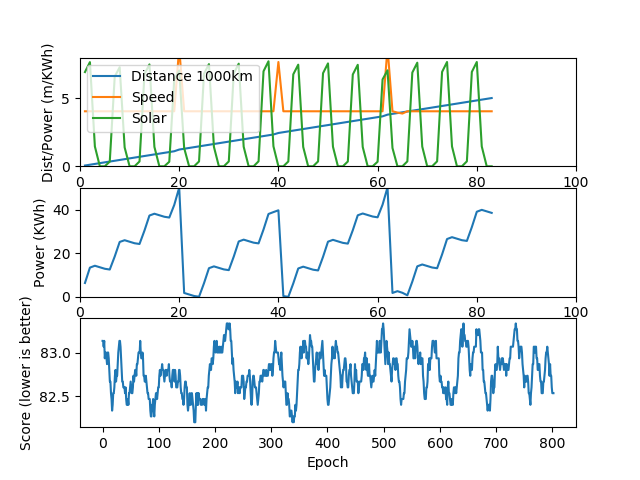 Dist/Power (m/KWh)
5
0
Distance 1000km
Speed
Solar
0 20 40 60 80 100
Power (KWh)
40
20
0
0 20 40 60 80 100
Score (lower is better)
83.0
82.5
0 100 200 300 400 500 600 700 800
Epoch